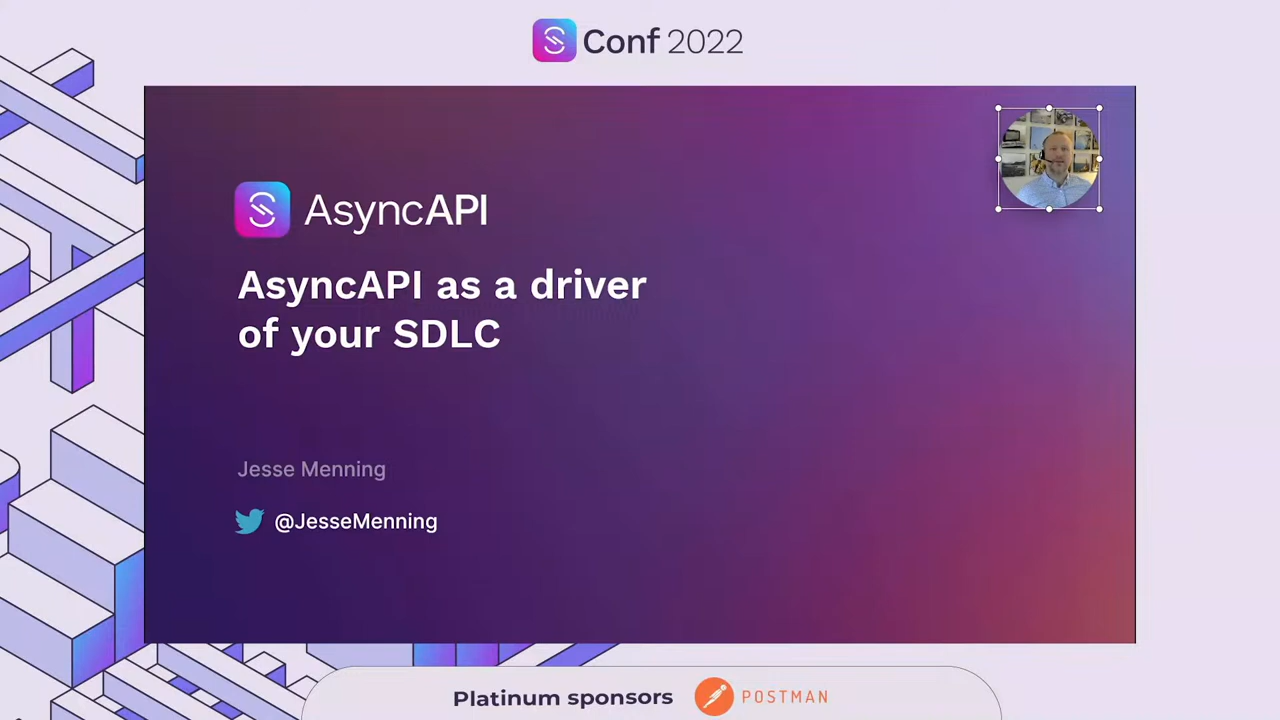 Conf 2022
AsyncAPI
AsyncAPI as a driver
of your SDLC
Jesse Menning
@JesseMenning
Platinum sponsors
POSTMAN